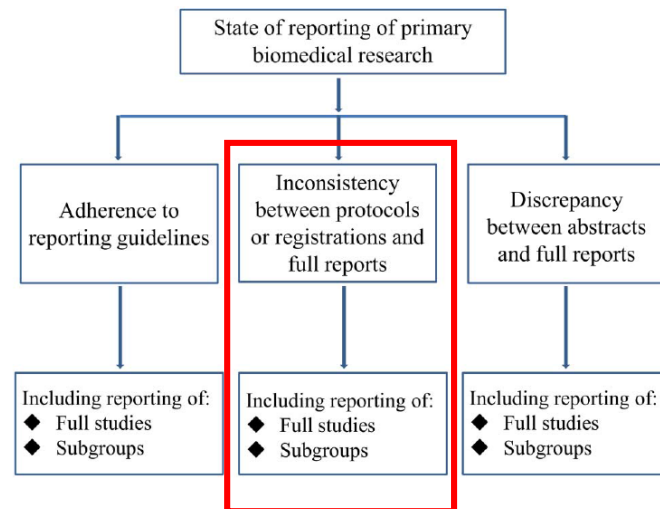 State of reporting of primary
biomedical research
Adherence to
reporting guidelines
Inconsistency
between protocols
or registrations and
full reports
Discrepancy
between abstracts
and full reports
Including reporting of:
◆ Full studies
◆ Subgroups
Including reporting of:
◆ Full studies
◆ Subgroups
Including reporting of:
◆ Full studies
◆ Subgroups